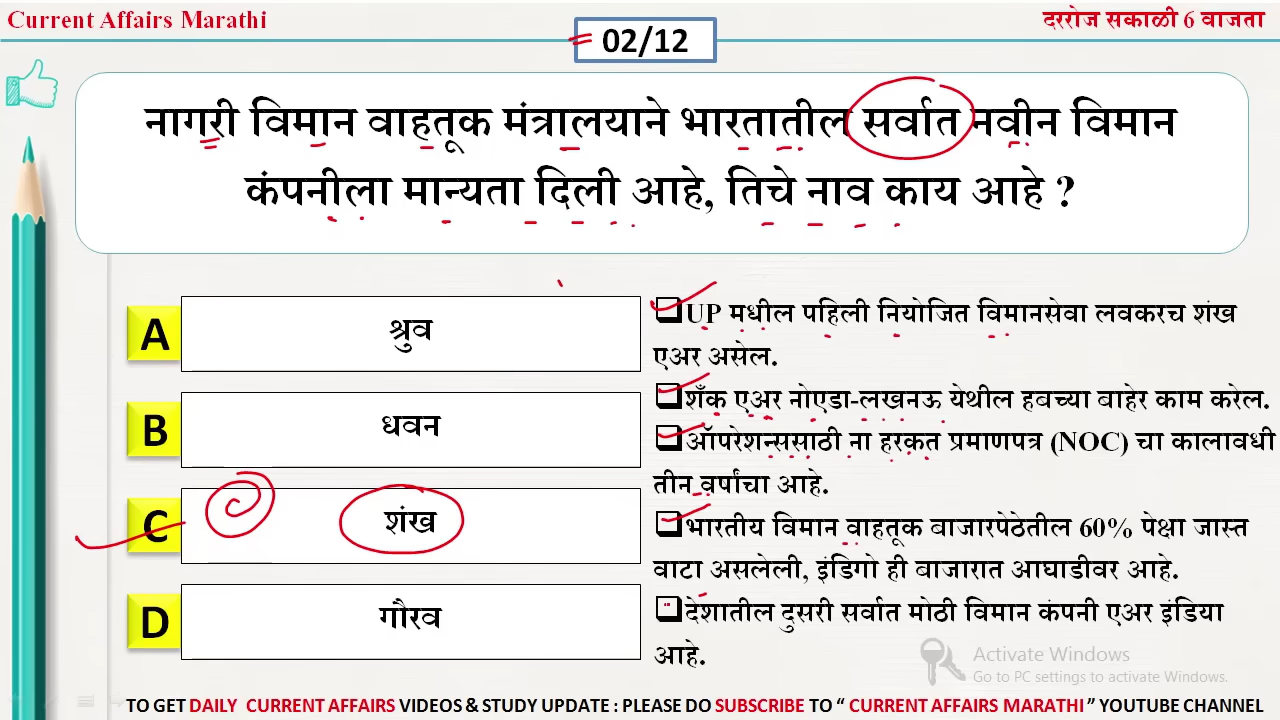 Current Affairs Marathi
दररोज सकाळी 6 वाजता
02/12
नागरी विमान वाहतूक मंत्रालयाने भारतातील सर्वात नवीन विमान
कंपनीला मान्यता दिली आहे, तिचे नाव काय आहे ?
A श्रुव
B धवन
C शंख
D गौरव
UP मधील पहिली नियोजित विमानसेवा लवकरच शंख
एअर असेल.
शँक एअर नोएडा-लखनऊ येथील हबच्या बाहेर काम करेल.
ऑपरेशन्ससाठी ना हरकत प्रमाणपत्र (NOC) चा कालावधी
तीन वर्षांचा आहे.
भारतीय विमान वाहतूक बाजारपेठेतील 60% पेक्षा जास्त
वाटा असलेली, इंडिगो ही बाजारात आघाडीवर आहे.
देशातील दुसरी सर्वात मोठी विमान कंपनी एअर इंडिया
आहे.
Activate Windows
Go to PC settings to activate Windows.
TO GET DAILY CURRENT AFFAIRS VIDEOS & STUDY UPDATE : PLEASE DO SUBSCRIBE TO “ CURRENT AFFAIRS MARATHI ” YOUTUBE CHANNEL